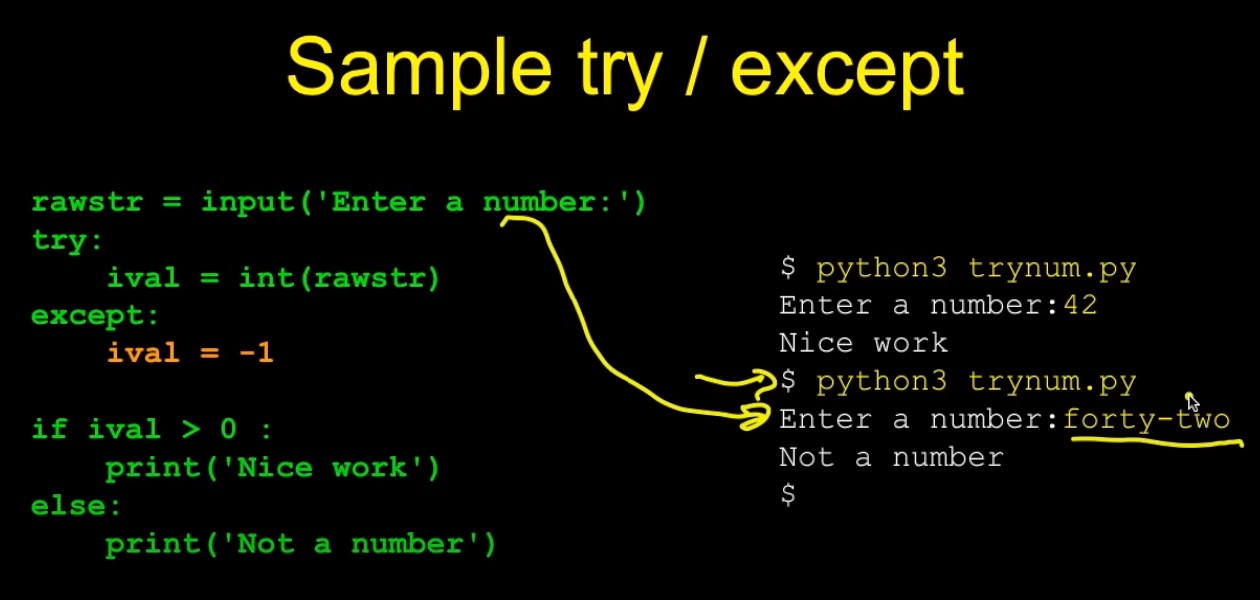 Sample try / except
rawstr = input('Enter a number:')
try:
    ival = int(rawstr)
except:
    ival = -1
if ival > 0 :
    print('Nice work')
else:
    print('Not a number')
$ python3 trynum.py
Enter a number:42
Nice work
$ python3 trynum.py
Enter a number:forty-two
Not a number
$